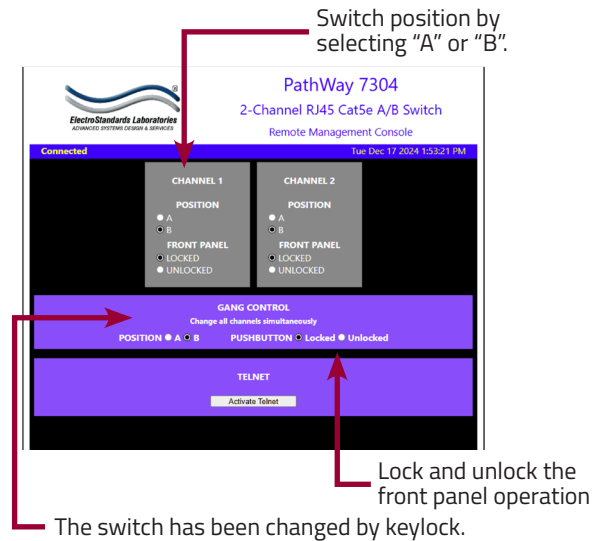 Switch position by
selecting “A” or “B”.
®
ElectroStandards Laboratories
ADVANCED SYSTEMS DESIGN & SERVICES
PathWay 7304
2-Channel RJ45 Cat5e A/B Switch
Remote Management Console
Connected
Tue Dec 17 2024 1:53:21 PM
CHANNEL 1
POSITION
A
B
FRONT PANEL
LOCKED
UNLOCKED
CHANNEL 2
POSITION
A
B
FRONT PANEL
LOCKED
UNLOCKED
GANG CONTROL
Change all channels simultaneously
POSITION A B PUSHBUTTON Locked Unlocked
TELNET
Activate Telnet
Lock and unlock the
front panel operation
The switch has been changed by keylock.